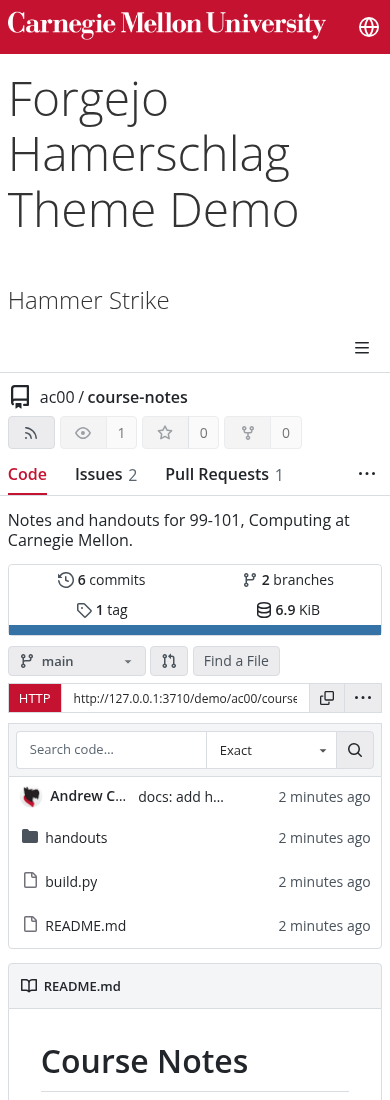 Carnegie Mellon University
Forgejo
Hamerschlag
Theme Demo
Hammer Strike
ac00 / course-notes
1 0 0
Code Issues 2 Pull Requests 1
Notes and handouts for 99-101, Computing at
Carnegie Mellon.
6 commits 2 branches
1 tag 6.9 KiB
main Find a File
HTTP http://127.0.0.1:3710/demo/ac00/course
Search code... Exact
Andrew C... docs: add h... 2 minutes ago
handouts 2 minutes ago
build.py 2 minutes ago
README.md 2 minutes ago
README.md
Course Notes